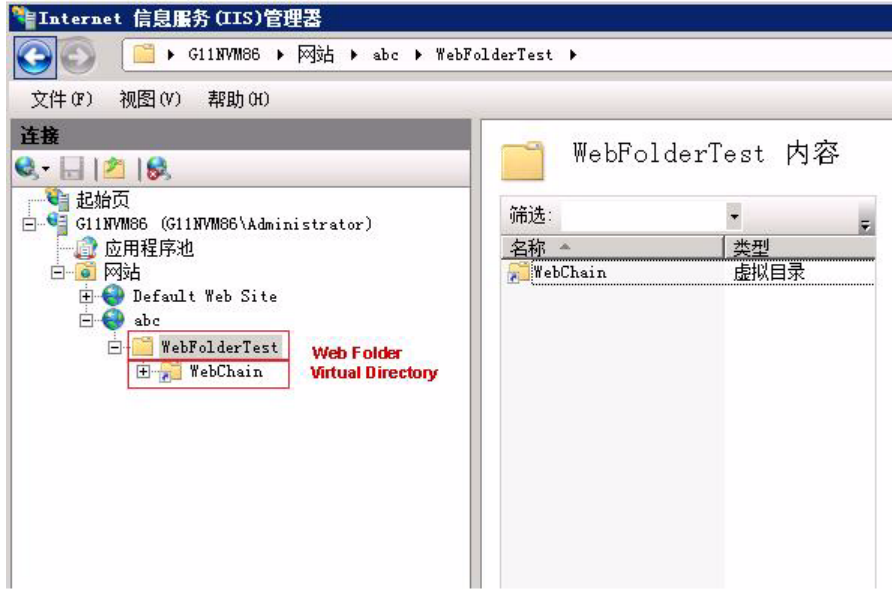 Internet 信息服务(IIS)管理器
G11NVM86 网站 abc WebFolderTest
文件(F) 视图(V) 帮助(H)
连接
起始页
G11NVM86 (G11NVM86\Administrator)
应用程序池
网站
Default Web Site
abc
WebFolderTest
Web Folder
WebChain
Virtual Directory
WebFolderTest 内容
筛选:
名称 类型
WebChain 虚拟目录